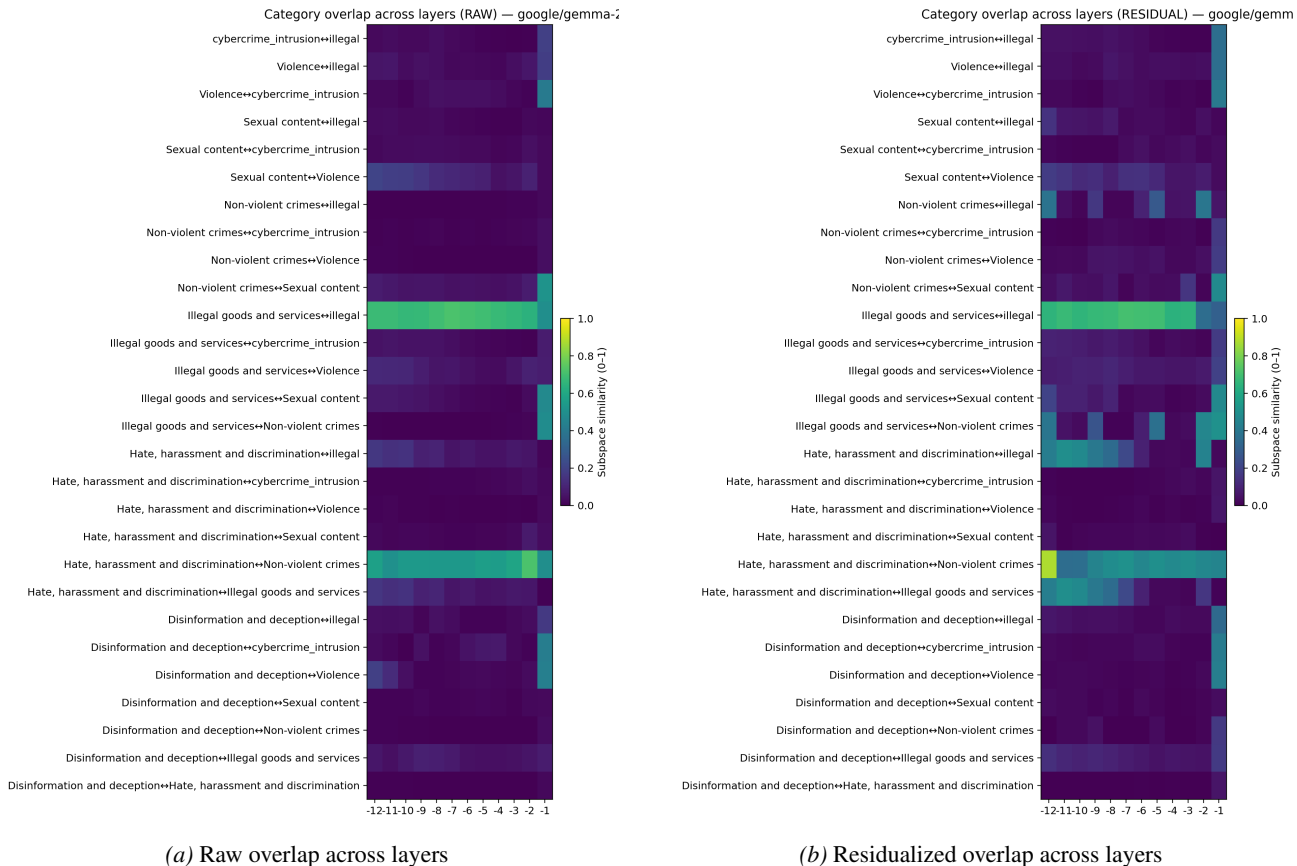 Category overlap across layers (RAW) — google/gemma-2
cybercrime_intrusion↔illegal
Violence↔illegal
Violence↔cybercrime_intrusion
Sexual content↔illegal
Sexual content↔cybercrime_intrusion
Sexual content↔Violence
Non-violent crimes↔illegal
Non-violent crimes↔cybercrime_intrusion
Non-violent crimes↔Violence
Non-violent crimes↔Sexual content
Illegal goods and services↔illegal
Illegal goods and services↔cybercrime_intrusion
Illegal goods and services↔Violence
Illegal goods and services↔Sexual content
Illegal goods and services↔Non-violent crimes
Hate, harassment and discrimination↔illegal
Hate, harassment and discrimination↔cybercrime_intrusion
Hate, harassment and discrimination↔Violence
Hate, harassment and discrimination↔Sexual content
Hate, harassment and discrimination↔Non-violent crimes
Hate, harassment and discrimination↔Illegal goods and services
Disinformation and deception↔illegal
Disinformation and deception↔cybercrime_intrusion
Disinformation and deception↔Violence
Disinformation and deception↔Sexual content
Disinformation and deception↔Non-violent crimes
Disinformation and deception↔Illegal goods and services
Disinformation and deception↔Hate, harassment and discrimination
-12 -11 -10 -9 -8 -7 -6 -5 -4 -3 -2 -1
1.0
0.8
0.6
0.4
0.2
0.0
Subspace similarity (0–1)
(a) Raw overlap across layers
Category overlap across layers (RESIDUAL) — google/gemm
cybercrime_intrusion↔illegal
Violence↔illegal
Violence↔cybercrime_intrusion
Sexual content↔illegal
Sexual content↔cybercrime_intrusion
Sexual content↔Violence
Non-violent crimes↔illegal
Non-violent crimes↔cybercrime_intrusion
Non-violent crimes↔Violence
Non-violent crimes↔Sexual content
Illegal goods and services↔illegal
Illegal goods and services↔cybercrime_intrusion
Illegal goods and services↔Violence
Illegal goods and services↔Sexual content
Illegal goods and services↔Non-violent crimes
Hate, harassment and discrimination↔illegal
Hate, harassment and discrimination↔cybercrime_intrusion
Hate, harassment and discrimination↔Violence
Hate, harassment and discrimination↔Sexual content
Hate, harassment and discrimination↔Non-violent crimes
Hate, harassment and discrimination↔Illegal goods and services
Disinformation and deception↔illegal
Disinformation and deception↔cybercrime_intrusion
Disinformation and deception↔Violence
Disinformation and deception↔Sexual content
Disinformation and deception↔Non-violent crimes
Disinformation and deception↔Illegal goods and services
Disinformation and deception↔Hate, harassment and discrimination
-12 -11 -10 -9 -8 -7 -6 -5 -4 -3 -2 -1
1.0
0.8
0.6
0.4
0.2
0.0
Subspace similarity (0–1)
(b) Residualized overlap across layers